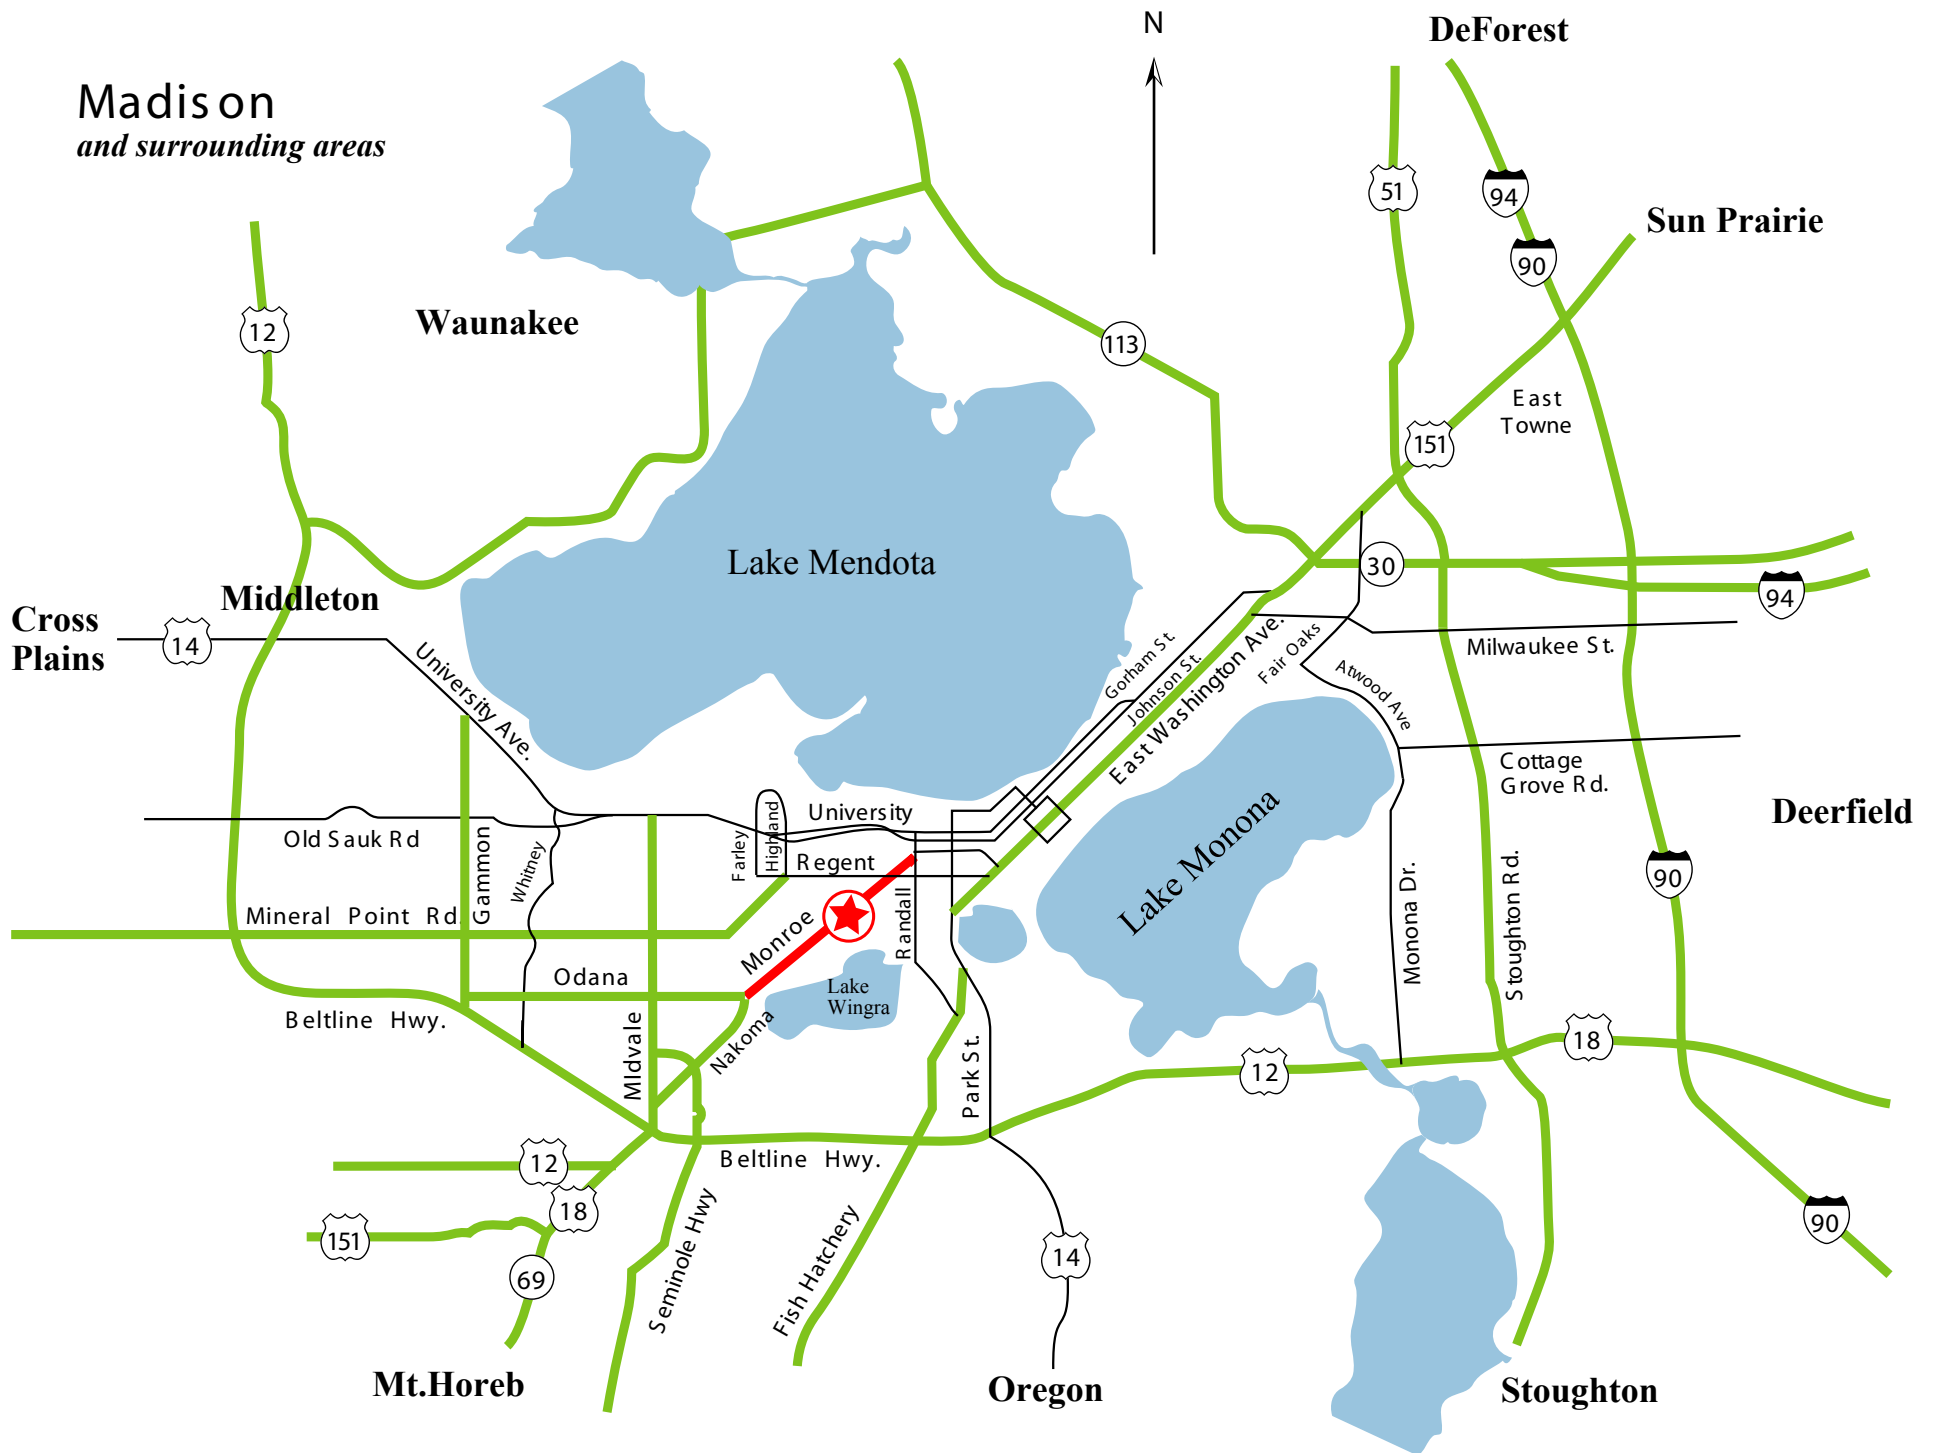 N
DeForest
Madison
and surrounding areas
51
94
Sun Prairie
90
Waunakee
12
113
East
Towne
151
Lake Mendota
30
94
Middleton
Cross
Plains
14
University Ave.
Gorham St.
Johnson St.
East Washington Ave.
Fair Oaks
Milwaukee St.
Atwood Ave
Cottage
Grove Rd.
Deerfield
University
Old Sauk Rd
Gammon
Whitney
Farley
Highland
Regent
Lake Monona
Monona Dr.
Stoughton Rd.
90
Mineral Point Rd.
Monroe
Randall
Odana
Lake
Wingra
Beltline Hwy.
MIdvale
Nakoma
Park St.
12
18
Beltline Hwy.
12
18
151
69
Seminole Hwy
Fish Hatchery
14
90
Mt.Horeb
Oregon
Stoughton